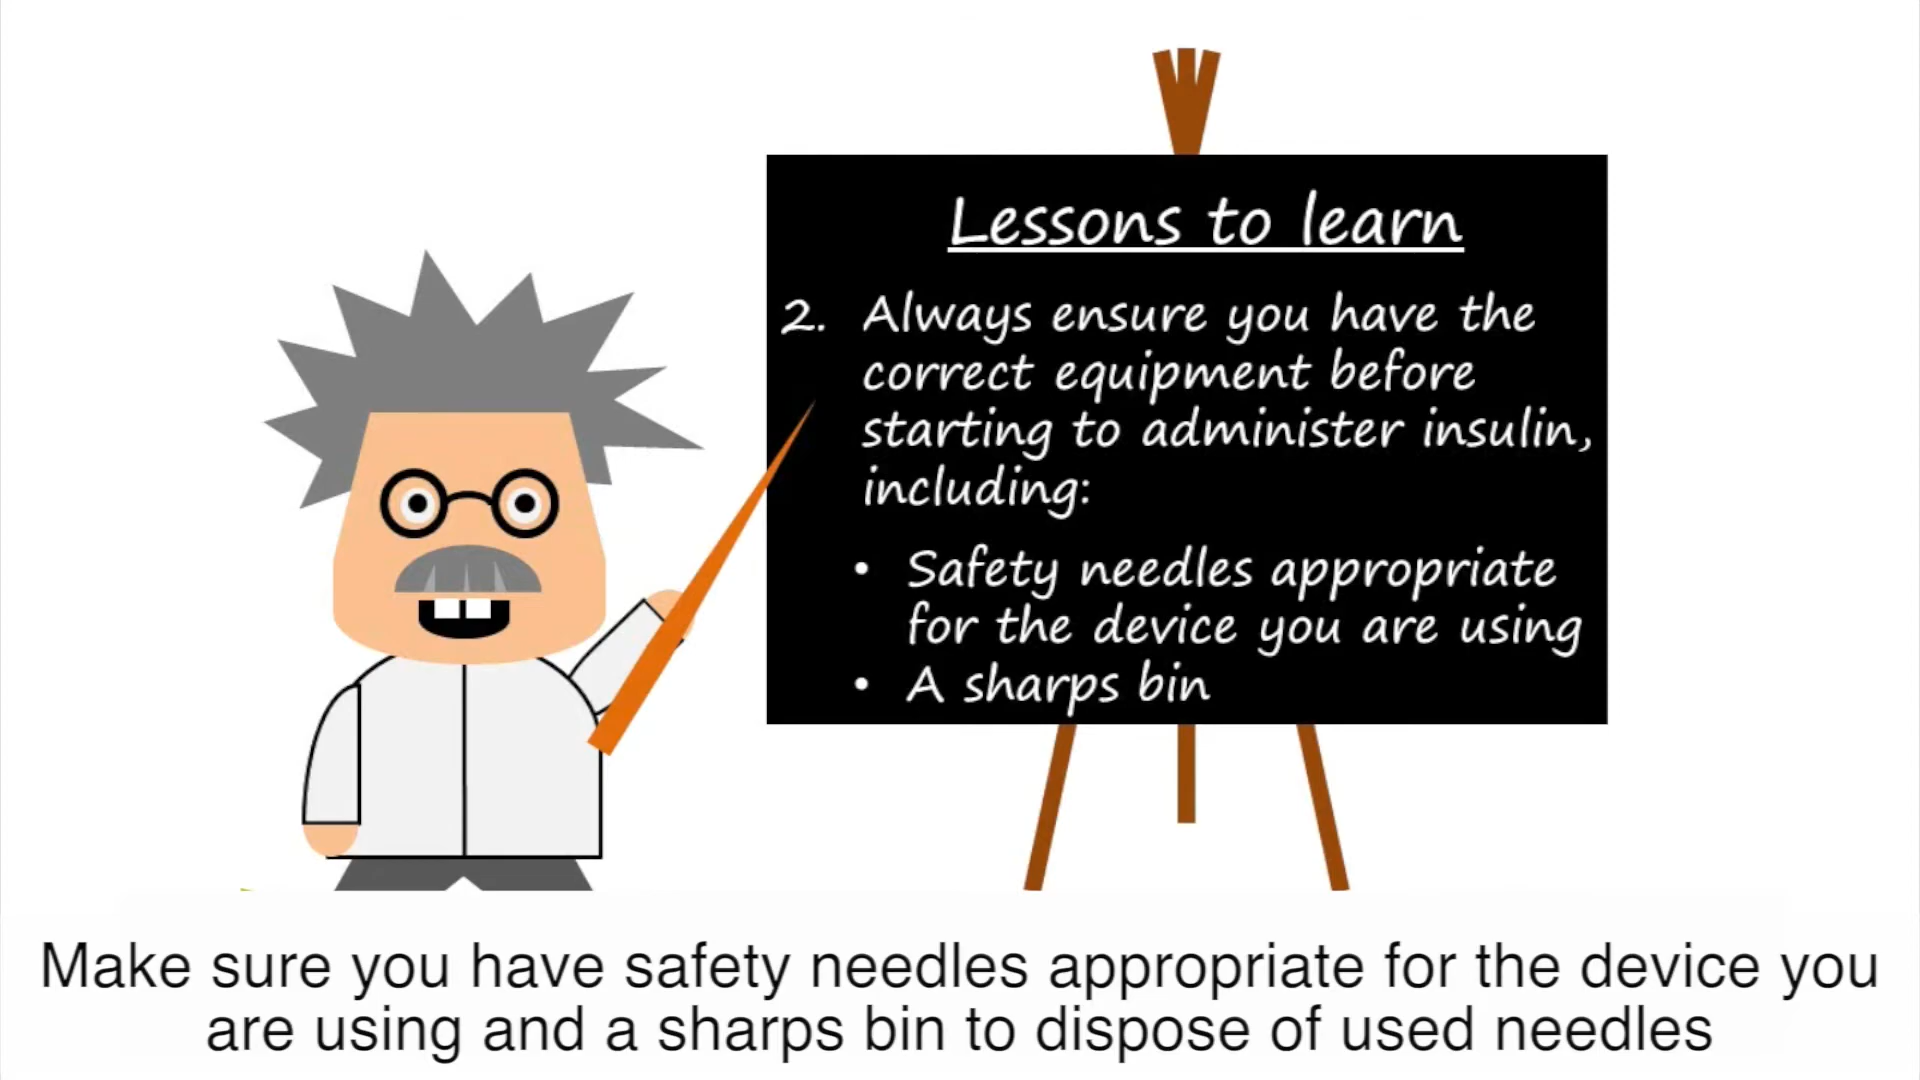 Lessons to learn
2. Always ensure you have the
correct equipment before
starting to administer insulin,
including:
• Safety needles appropriate
for the device you are using
• A sharps bin
Make sure you have safety needles appropriate for the device you
are using and a sharps bin to dispose of used needles